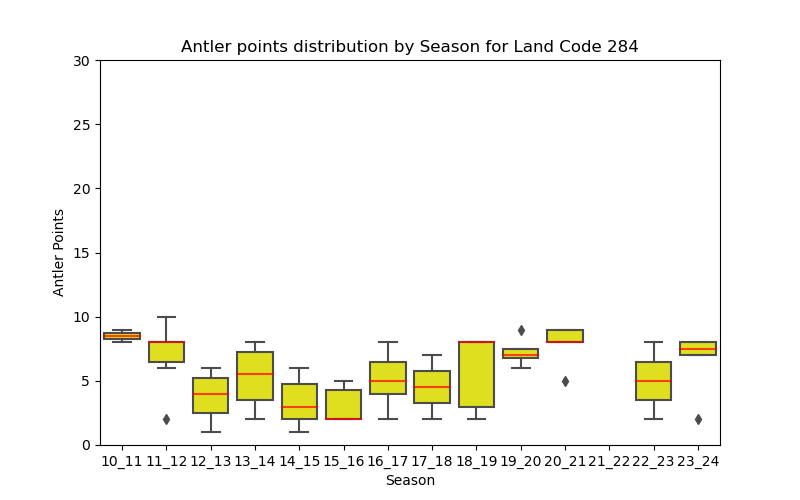 Antler points distribution by Season for Land Code 284
30
25
20
15
10
5
0
Antler Points
10_11 11_12 12_13 13_14 14_15 15_16 16_17 17_18 18_19 19_20 20_21 21_22 22_23 23_24
Season